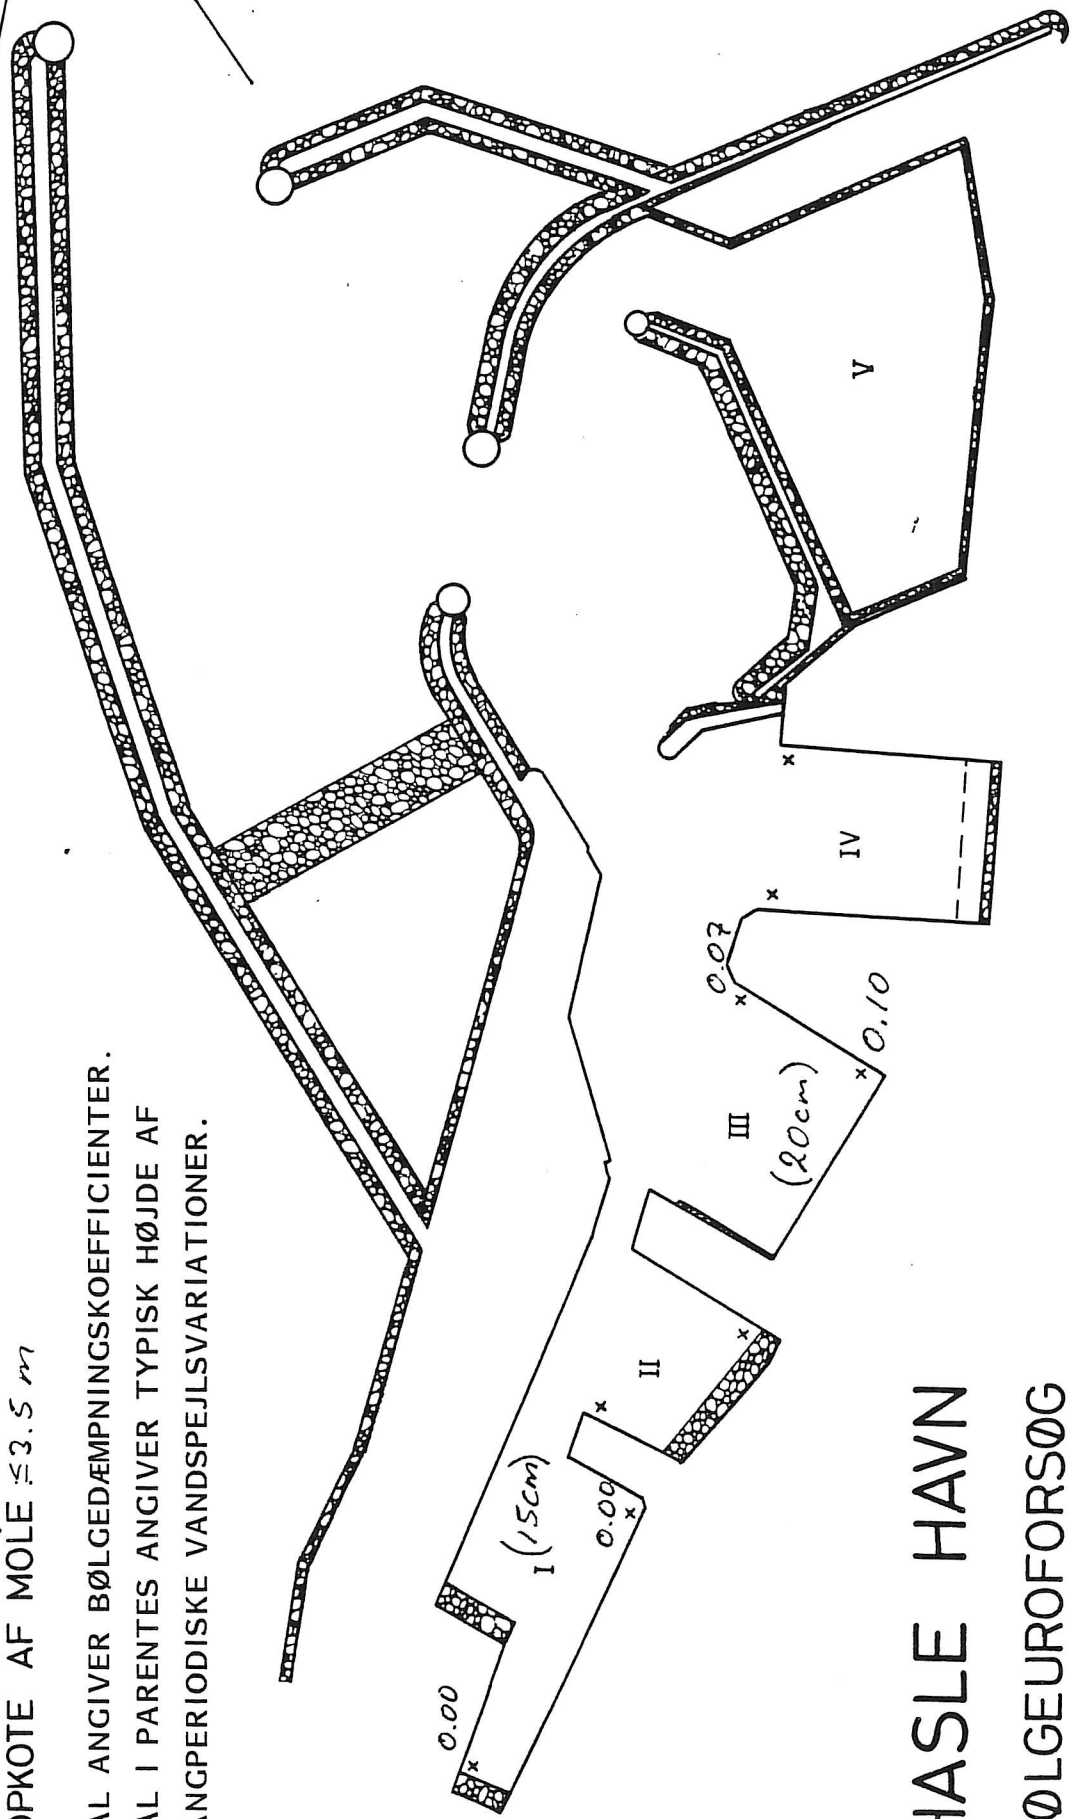 OPKOTE AF MOLE ≤3.5 m
AL ANGIVER BØLGEDÆMPNINGSKOEFFICIENTER.
AL I PARENTES ANGIVER TYPISK HØJDE AF
ANGPERIODISKE VANDSPEJLSVARIATIONER.
0.00
I (15cm)
0.00
II
III
(20cm)
0.07
0.10
IV
V
HASLE HAVN
ØLGEUROFORSØG